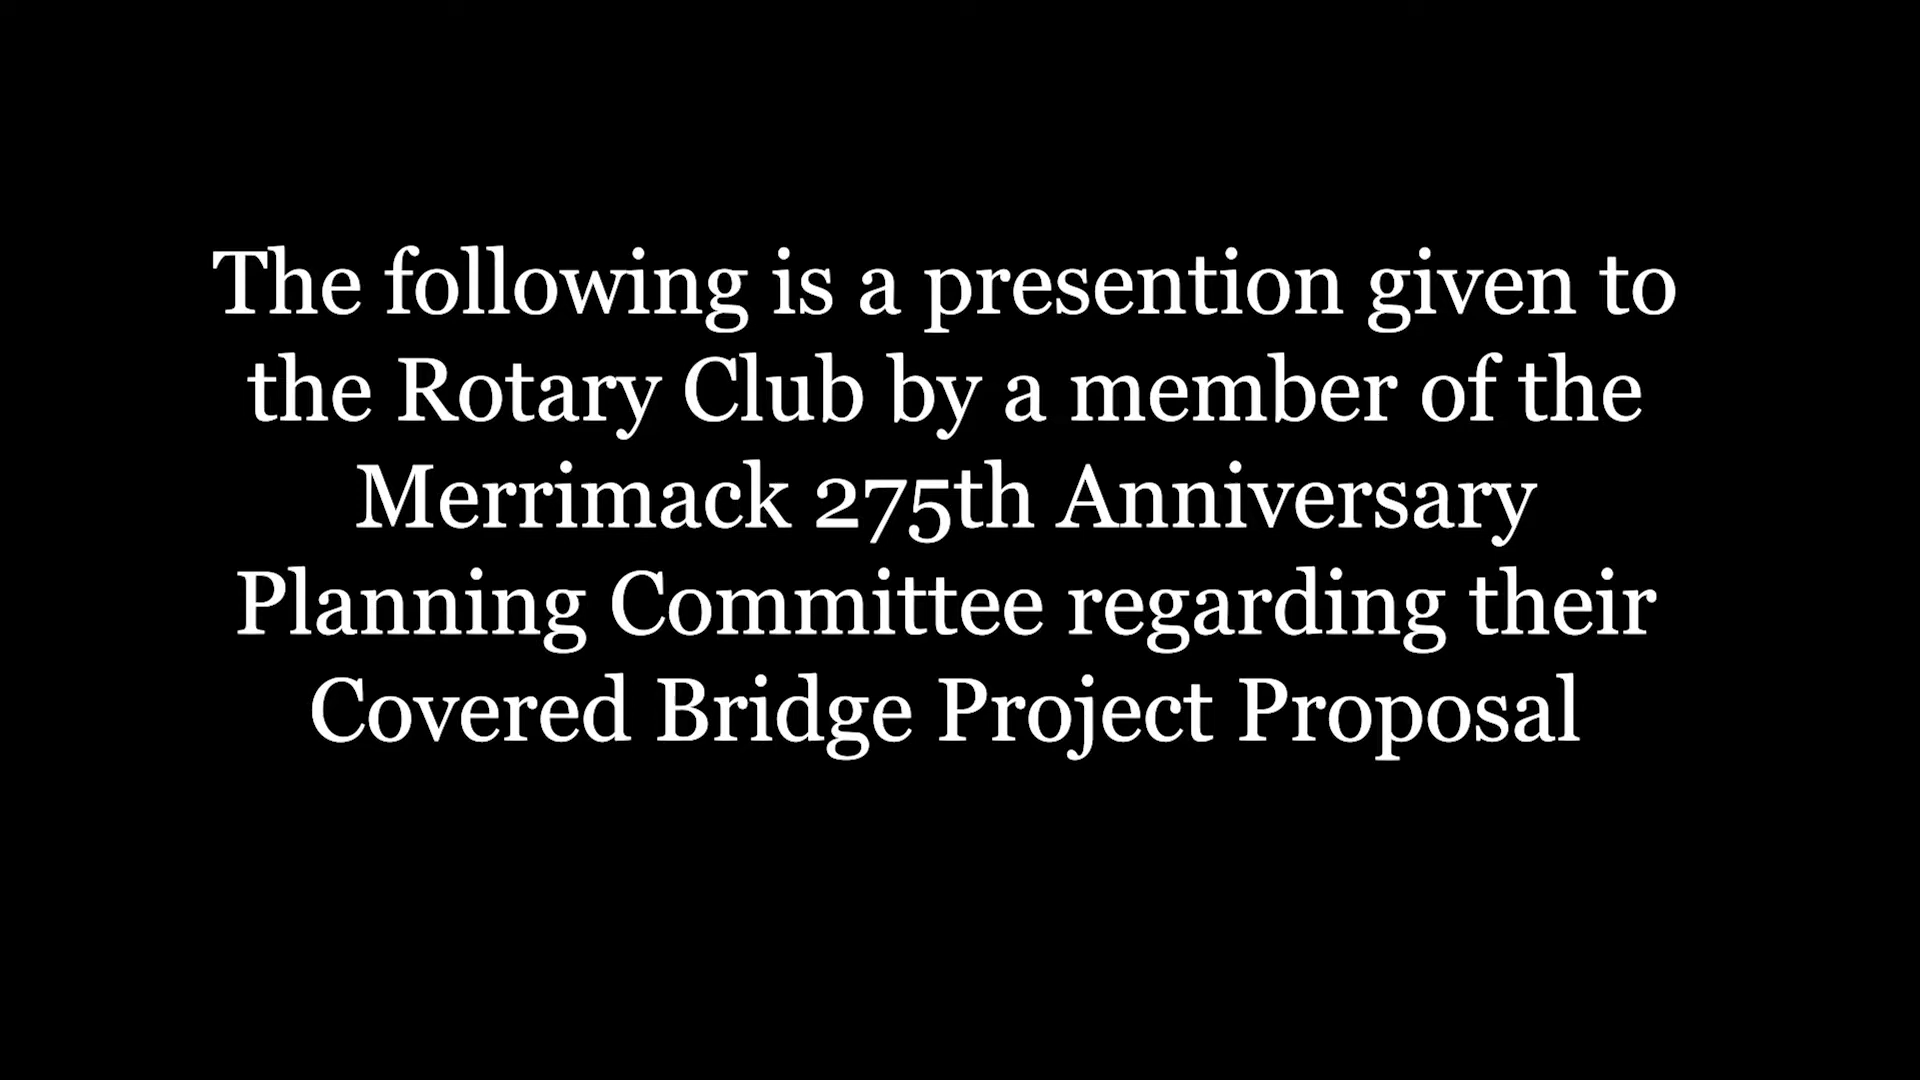 The following is a presention given to
the Rotary Club by a member of the
Merrimack 275th Anniversary
Planning Committee regarding their
Covered Bridge Project Proposal